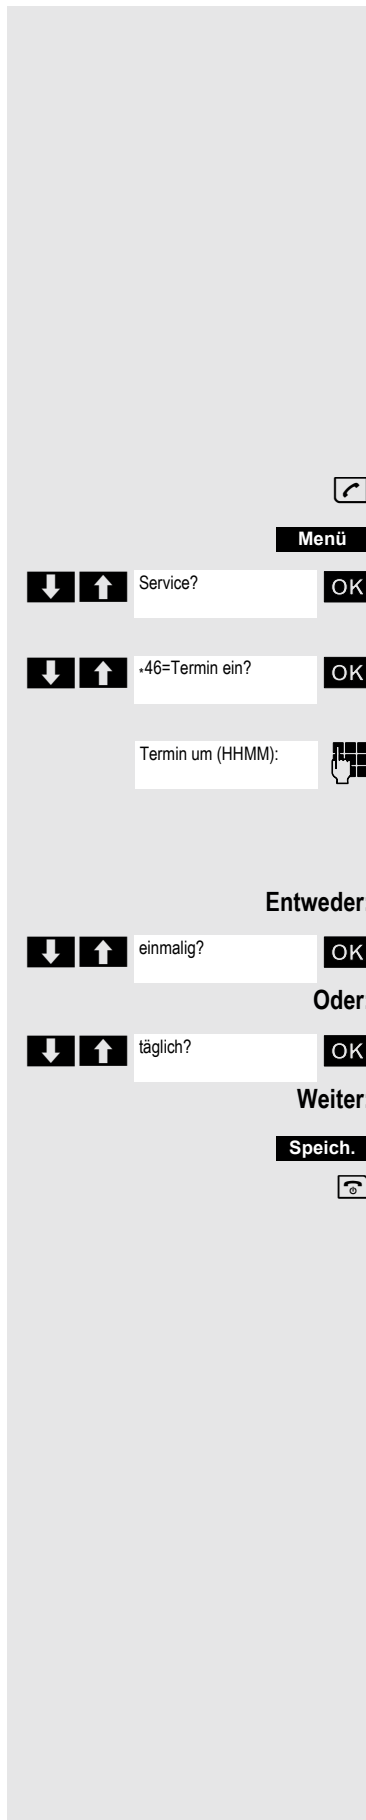 Menü
Service? OK
*46=Termin ein? OK
Termin um (HHMM):
Entweder:
einmalig? OK
Oder:
täglich? OK
Weiter:
Speich.